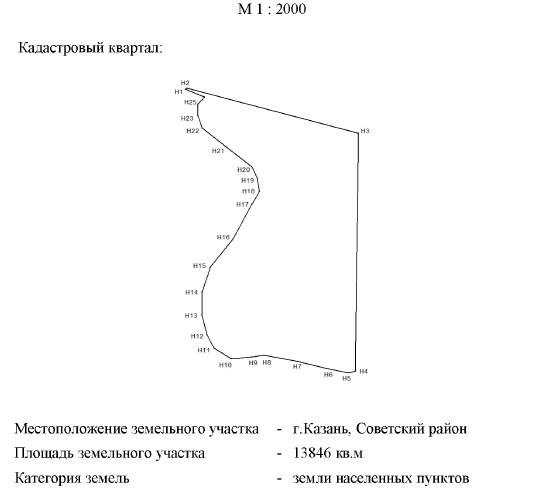 М 1 : 2000
Кадастровый квартал:
Н2
Н1
Н25
Н23
Н22
Н3
Н21
Н20
Н19
Н18
Н17
Н16
Н15
Н14
Н13
Н12
Н11
Н10
Н9
Н8
Н7
Н6
Н5
Н4
Местоположение земельного участка - г.Казань, Советский район
Площадь земельного участка - 13846 кв.м
Категория земель - земли населенных пунктов